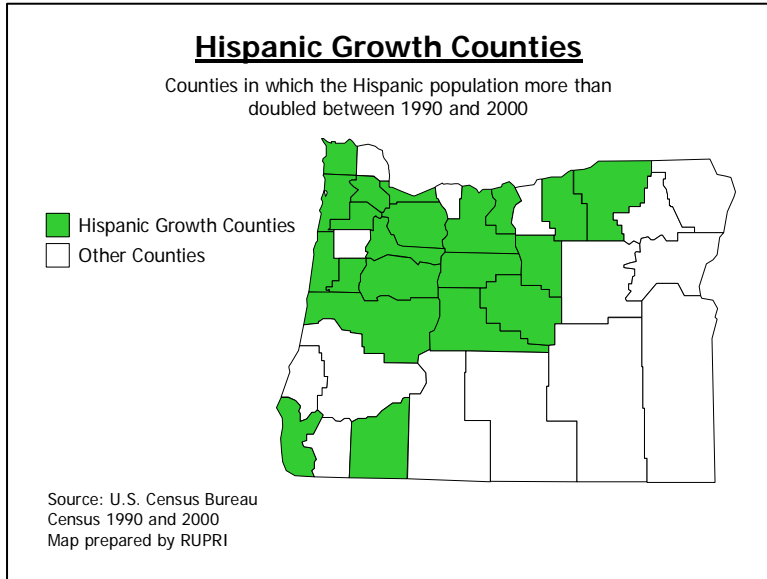 Hispanic Growth Counties
Counties in which the Hispanic population more than
doubled between 1990 and 2000
Hispanic Growth Counties
Other Counties
Source: U.S. Census Bureau
Census 1990 and 2000
Map prepared by RUPRI